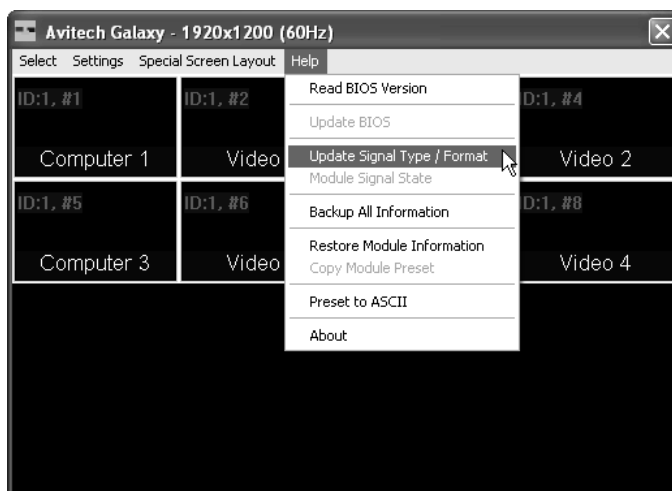 Avitech Galaxy - 1920x1200 (60Hz)
Select Settings Special Screen Layout Help
ID:1, #1 ID:1, #2 ID:1, #4
Computer 1 Video Video 2
ID:1, #5 ID:1, #6 ID:1, #8
Computer 3 Video Video 4
Read BIOS Version
Update BIOS
Update Signal Type / Format
Module Signal State
Backup All Information
Restore Module Information
Copy Module Preset
Preset to ASCII
About